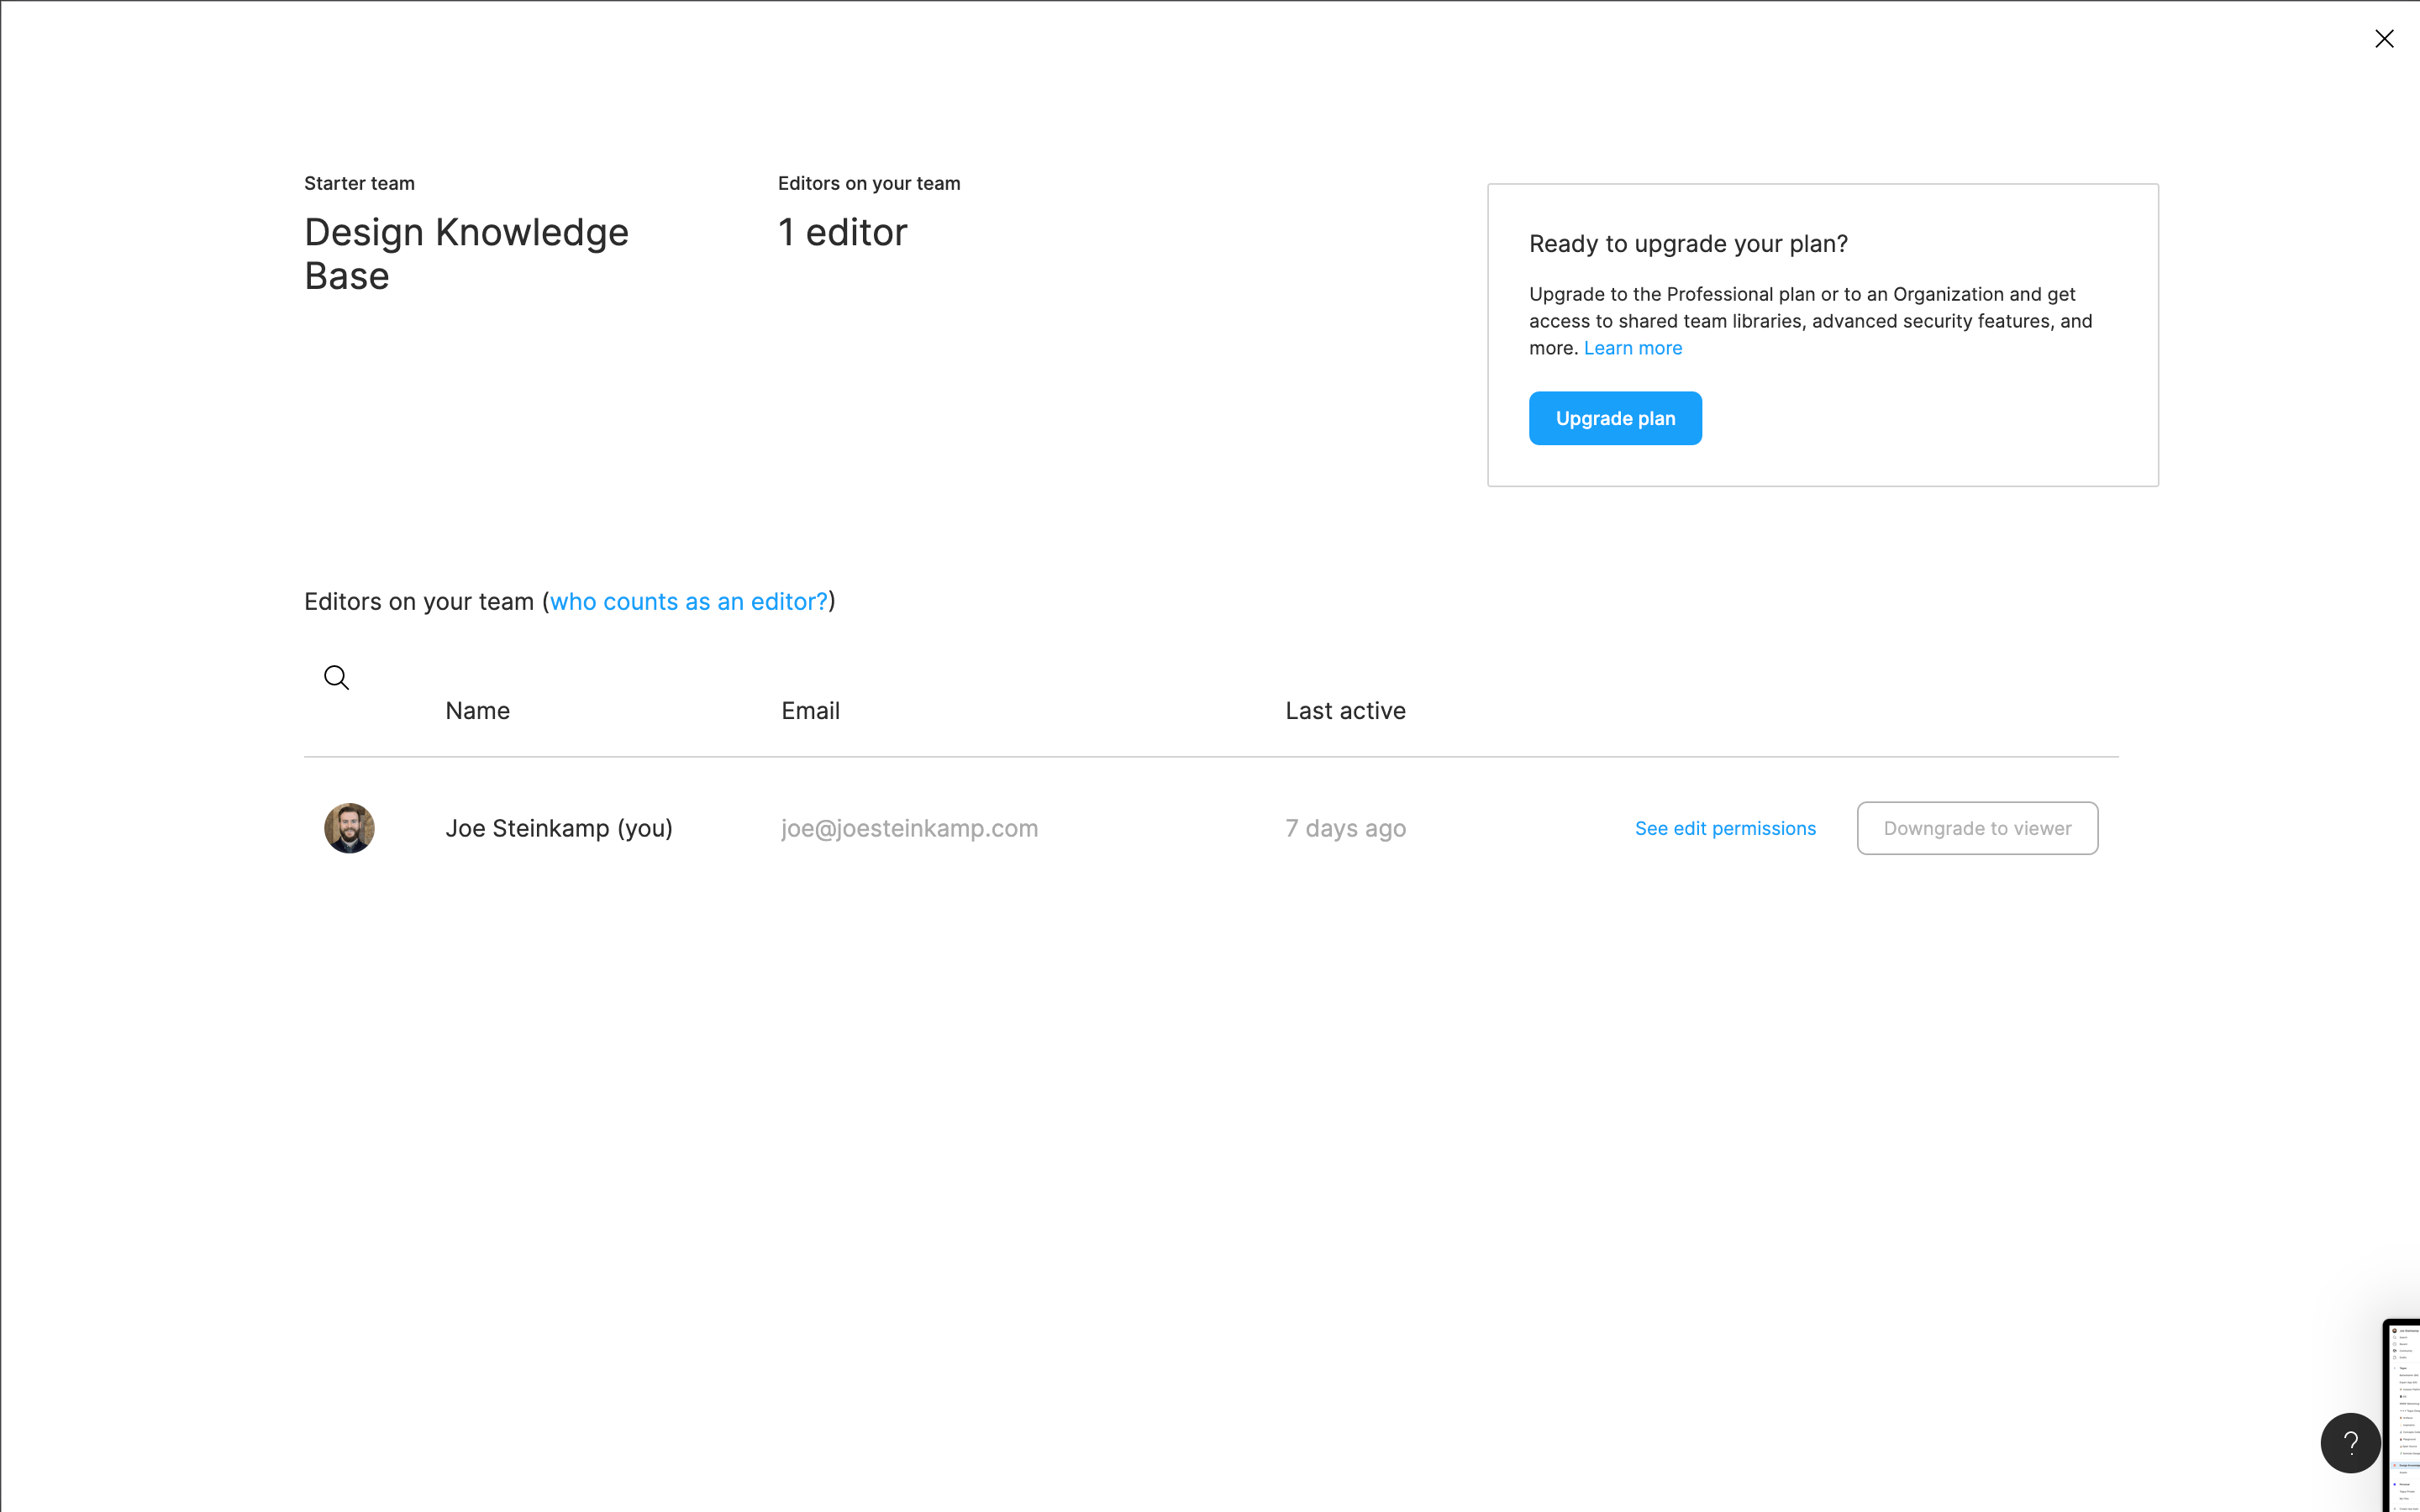 Starter team
Design Knowledge
Base
Editors on your team
1 editor
Ready to upgrade your plan?
Upgrade to the Professional plan or to an Organization and get
access to shared team libraries, advanced security features, and
more. Learn more
Upgrade plan
Editors on your team (who counts as an editor?)
Name Email Last active
Joe Steinkamp (you) joe@joesteinkamp.com 7 days ago See edit permissions Downgrade to viewer
?